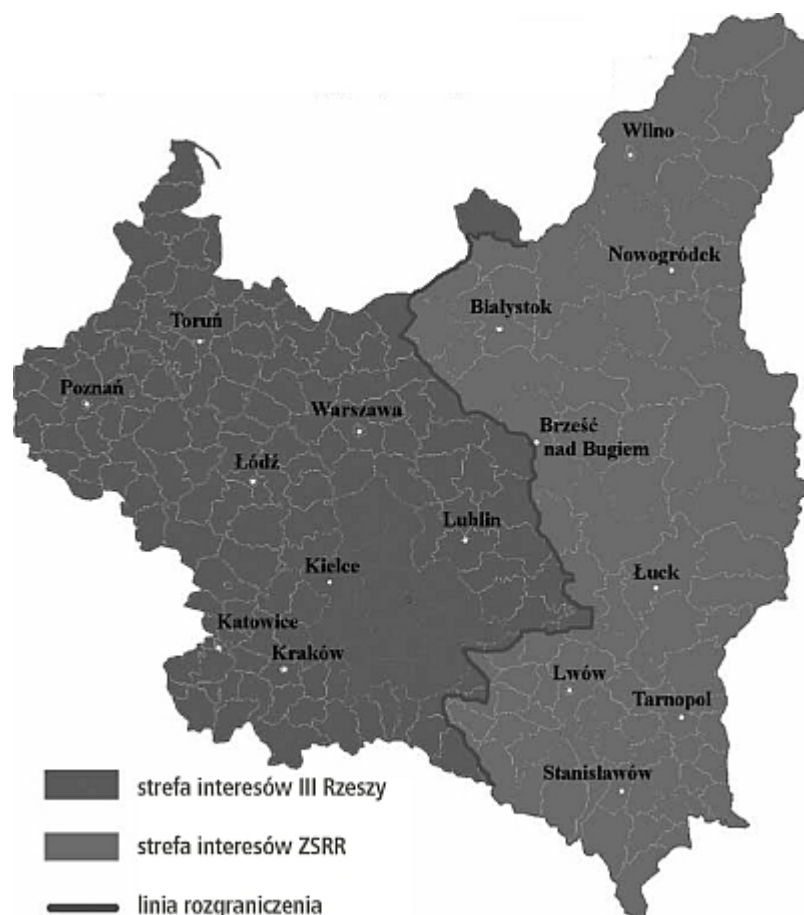 Wilno
Nowogródek
Białystok
Toruń
Poznań
Warszawa
Brześć
nad Bugiem
Łódź
Lublin
Kielce
Łuck
Katowice
Kraków
Lwów
Tarnopol
Stanisławów
strefa interesów III Rzeszy
strefa interesów ZSRR
linia rozgraniczenia